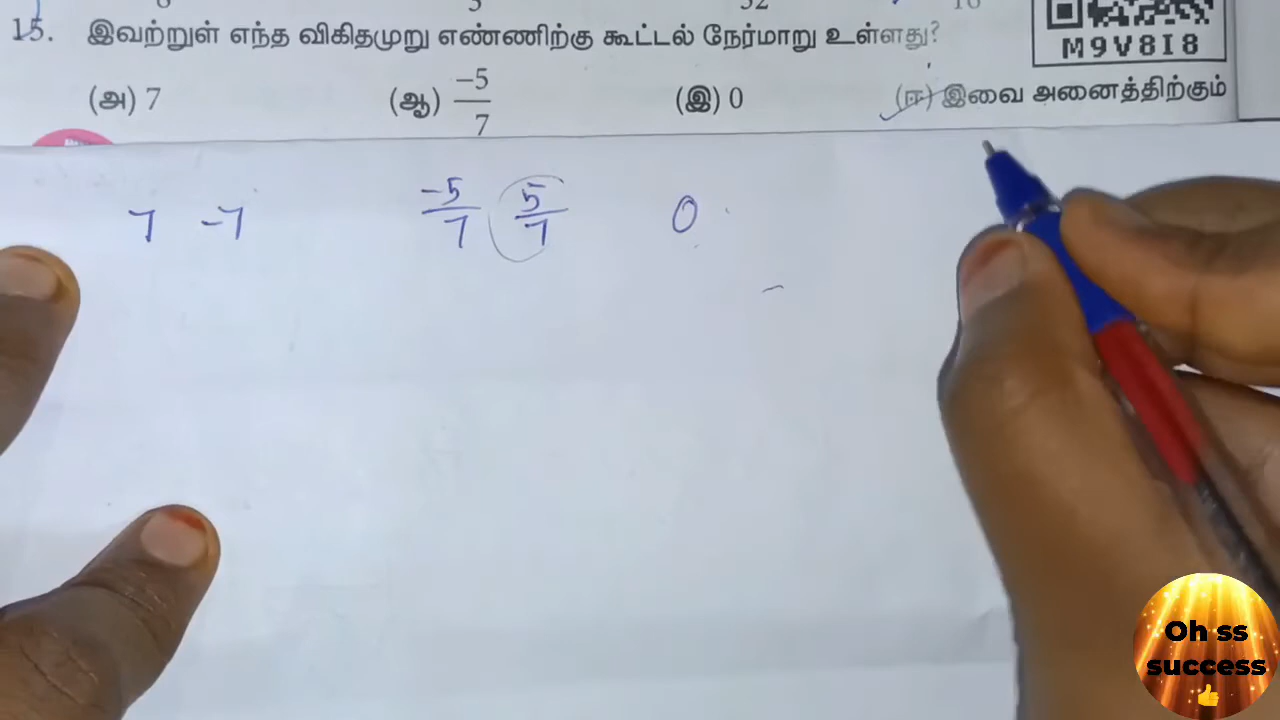 15. இவற்றுள் எந்த விகிதமுறு எண்ணிற்கு கூட்டல் நேர்மாறு உள்ளது?
M9V8I8
(அ) 7 (ஆ) -5/7 (இ) 0 (ஈ) இவை அனைத்திற்கும்
7 -7 -5/7 5/7 0
Oh ss
success